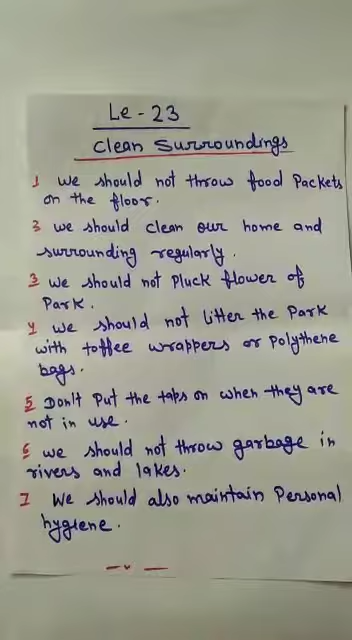 Le - 23
Clean Surroundings
1 We should not throw food Packets
on the floor.
3 We should clean our home and
surrounding regularly.
3 We should not Pluck flower of
Park.
4 We should not litter the Park
with toffee wrappers or Polythene
bags.
5 Don't Put the taps on when they are
not in use.
6 We should not throw garbage in
rivers and lakes.
7 We should also maintain Personal
hygiene.